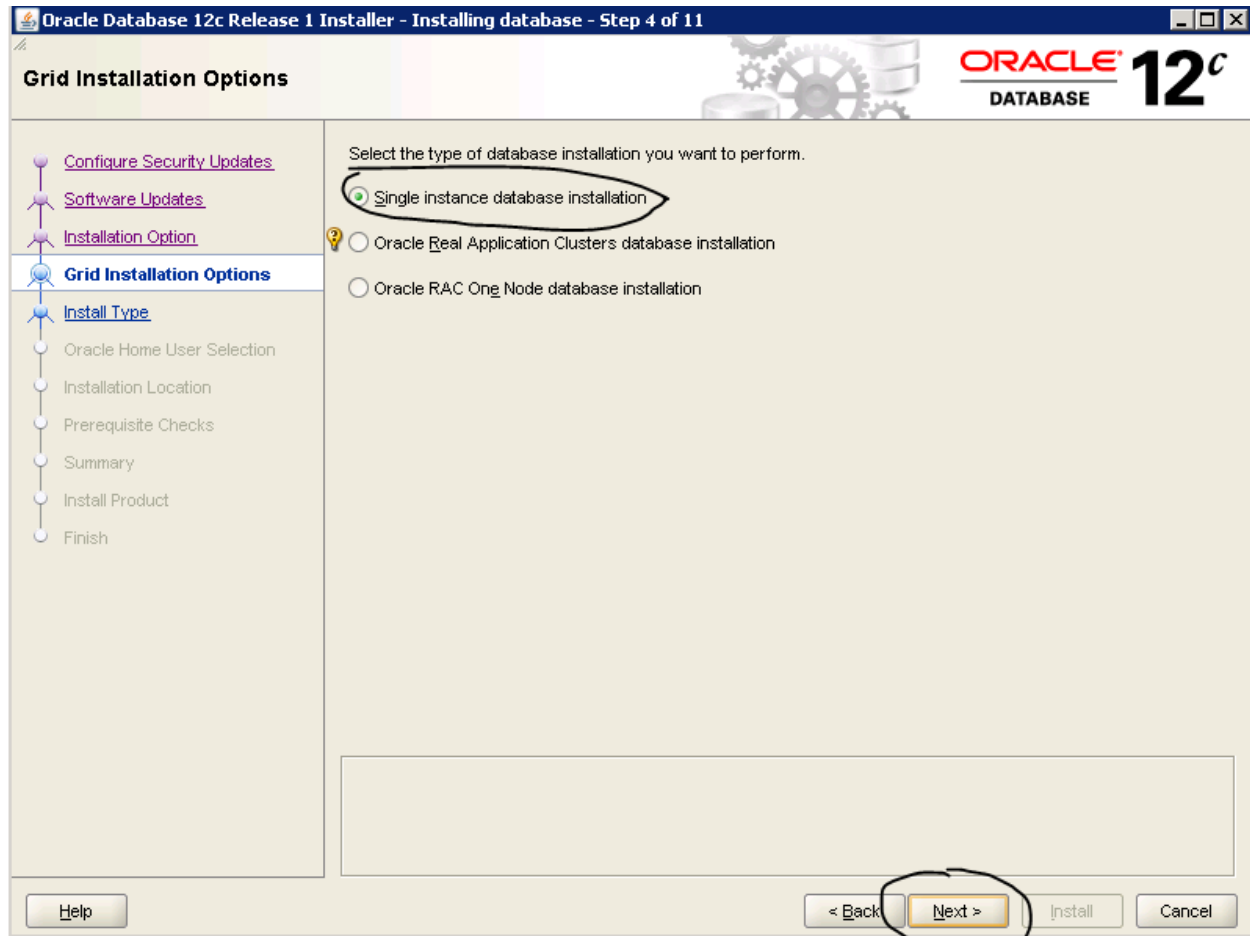 Oracle Database 12c Release 1 Installer - Installing database - Step 4 of 11
Grid Installation Options
ORACLE
DATABASE
12c
Configure Security Updates
Software Updates
Installation Option
Grid Installation Options
Install Type
Oracle Home User Selection
Installation Location
Prerequisite Checks
Summary
Install Product
Finish
Select the type of database installation you want to perform.
Single instance database installation
Oracle Real Application Clusters database installation
Oracle RAC One Node database installation
Help
< Back
Next >
Install
Cancel